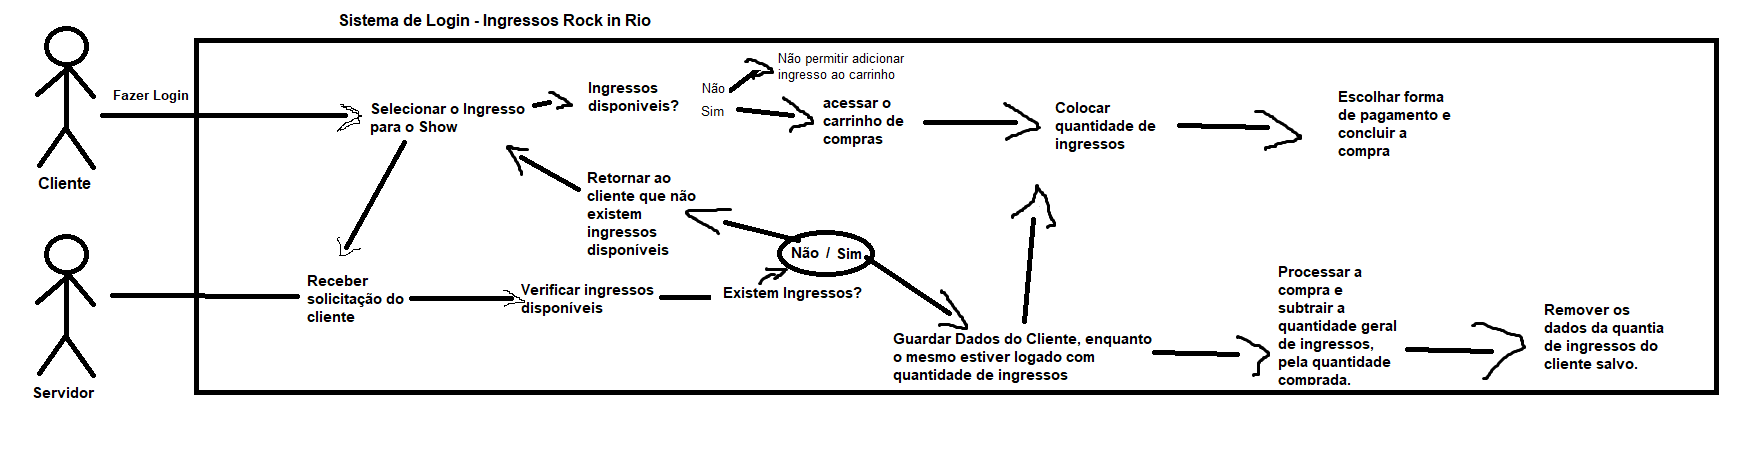 Sistema de Login - Ingressos Rock in Rio
Fazer Login
Cliente
Selecionar o Ingresso
para o Show
Ingressos
disponiveis?
Não
Sim
Não permitir adicionar
ingresso ao carrinho
acessar o
carrinho de
compras
Colocar
quantidade de
ingressos
Escolhar forma
de pagamento e
concluir a
compra
Retornar ao
cliente que não
existem
ingressos
disponíveis
Servidor
Receber
solicitação do
cliente
Verificar ingressos
disponíveis
Existem Ingressos?
Não / Sim
Guardar Dados do Cliente, enquanto
o mesmo estiver logado com
quantidade de ingressos
Processar a
compra e
subtrair a
quantidade geral
de ingressos,
pela quantidade
comprada.
Remover os
dados da quantia
de ingressos do
cliente salvo.